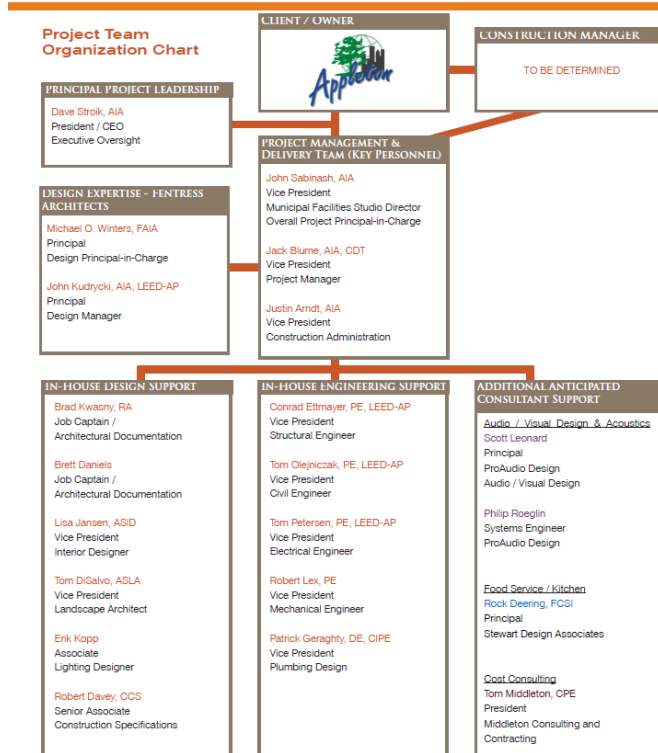 Project Team
Organization Chart
CLIENT / OWNER
Appleton
CONSTRUCTION MANAGER
TO BE DETERMINED
PRINCIPAL PROJECT LEADERSHIP
Dave Stroik, AIA
President / CEO
Executive Oversight
PROJECT MANAGEMENT &
DELIVERY TEAM (KEY PERSONNEL)
John Sabinash, AIA
Vice President
Municipal Facilities Studio Director
Overall Project Principal-in-Charge
Jack Blume, AIA, CDT
Vice President
Project Manager
Justin Arndt, AIA
Vice President
Construction Administration
DESIGN EXPERTISE - FENTRESS
ARCHITECTS
Michael O. Winters, FAIA
Principal
Design Principal-in-Charge
John Kudrycki, AIA, LEED-AP
Principal
Design Manager
IN-HOUSE DESIGN SUPPORT
Brad Kwasny, RA
Job Captain /
Architectural Documentation
Brett Daniels
Job Captain /
Architectural Documentation
Lisa Jansen, ASID
Vice President
Interior Designer
Tom DiSalvo, ASLA
Vice President
Landscape Architect
Erik Kopp
Associate
Lighting Designer
Robert Davey, CCS
Senior Associate
Construction Specifications
IN-HOUSE ENGINEERING SUPPORT
Conrad Ettmayer, PE, LEED-AP
Vice President
Structural Engineer
Tom Olejniczak, PE, LEED-AP
Vice President
Civil Engineer
Tom Petersen, PE, LEED-AP
Vice President
Electrical Engineer
Robert Lex, PE
Vice President
Mechanical Engineer
Patrick Geraghty, DE, CIPE
Vice President
Plumbing Design
ADDITIONAL ANTICIPATED
CONSULTANT SUPPORT
Audio / Visual Design & Acoustics
Scott Leonard
Principal
ProAudio Design
Audio / Visual Design
Philip Roeglin
Systems Engineer
ProAudio Design
Food Service / Kitchen
Rock Deering, FCSI
Principal
Stewart Design Associates
Cost Consulting
Tom Middleton, CPE
President
Middleton Consulting and
Contracting